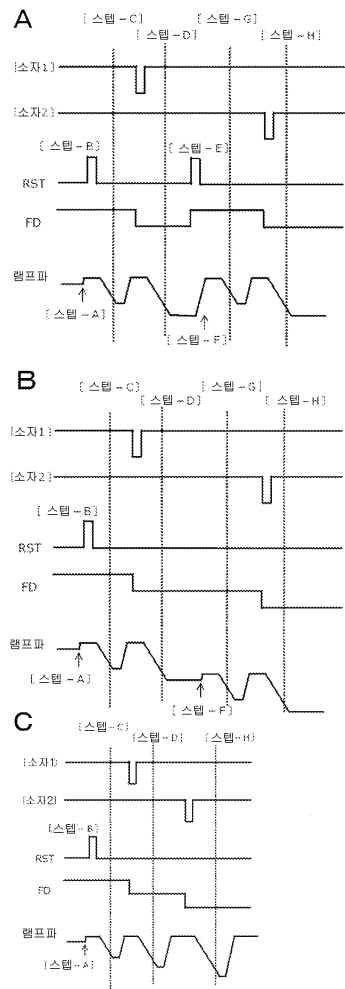 A
[스텝-C]
[스텝-G]
[스텝-D]
[스텝-H]
[소자1]
[소자2]
[스텝-B]
[스텝-E]
RST
FD
램프파
[스텝-A]
[스텝-F]
B
[스텝-C]
[스텝-G]
[스텝-D]
[스텝-H]
[소자1]
[소자2]
[스텝-B]
RST
FD
램프파
[스텝-A]
[스텝-F]
C
[스텝-C]
[스텝-D]
[스텝-H]
[소자1]
[소자2]
[스텝-B]
RST
FD
램프파
[스텝-A]